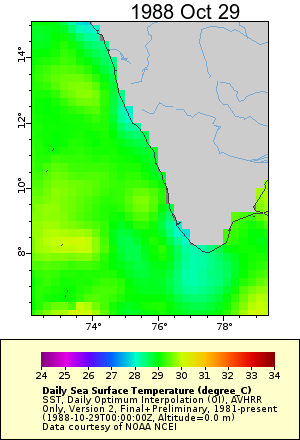 1988 Oct 29
14°
12°
10°
8°
74°
76°
78°
24 25 26 27 28 29 30 31 32 33 34
Daily Sea Surface Temperature (degree_C)
SST, Daily Optimum Interpolation (OI), AVHRR
Only, Version 2, Final+Preliminary, 1981-present
(1988-10-29T00:00:00Z, Altitude=0.0 m)
Data courtesy of NOAA NCEI